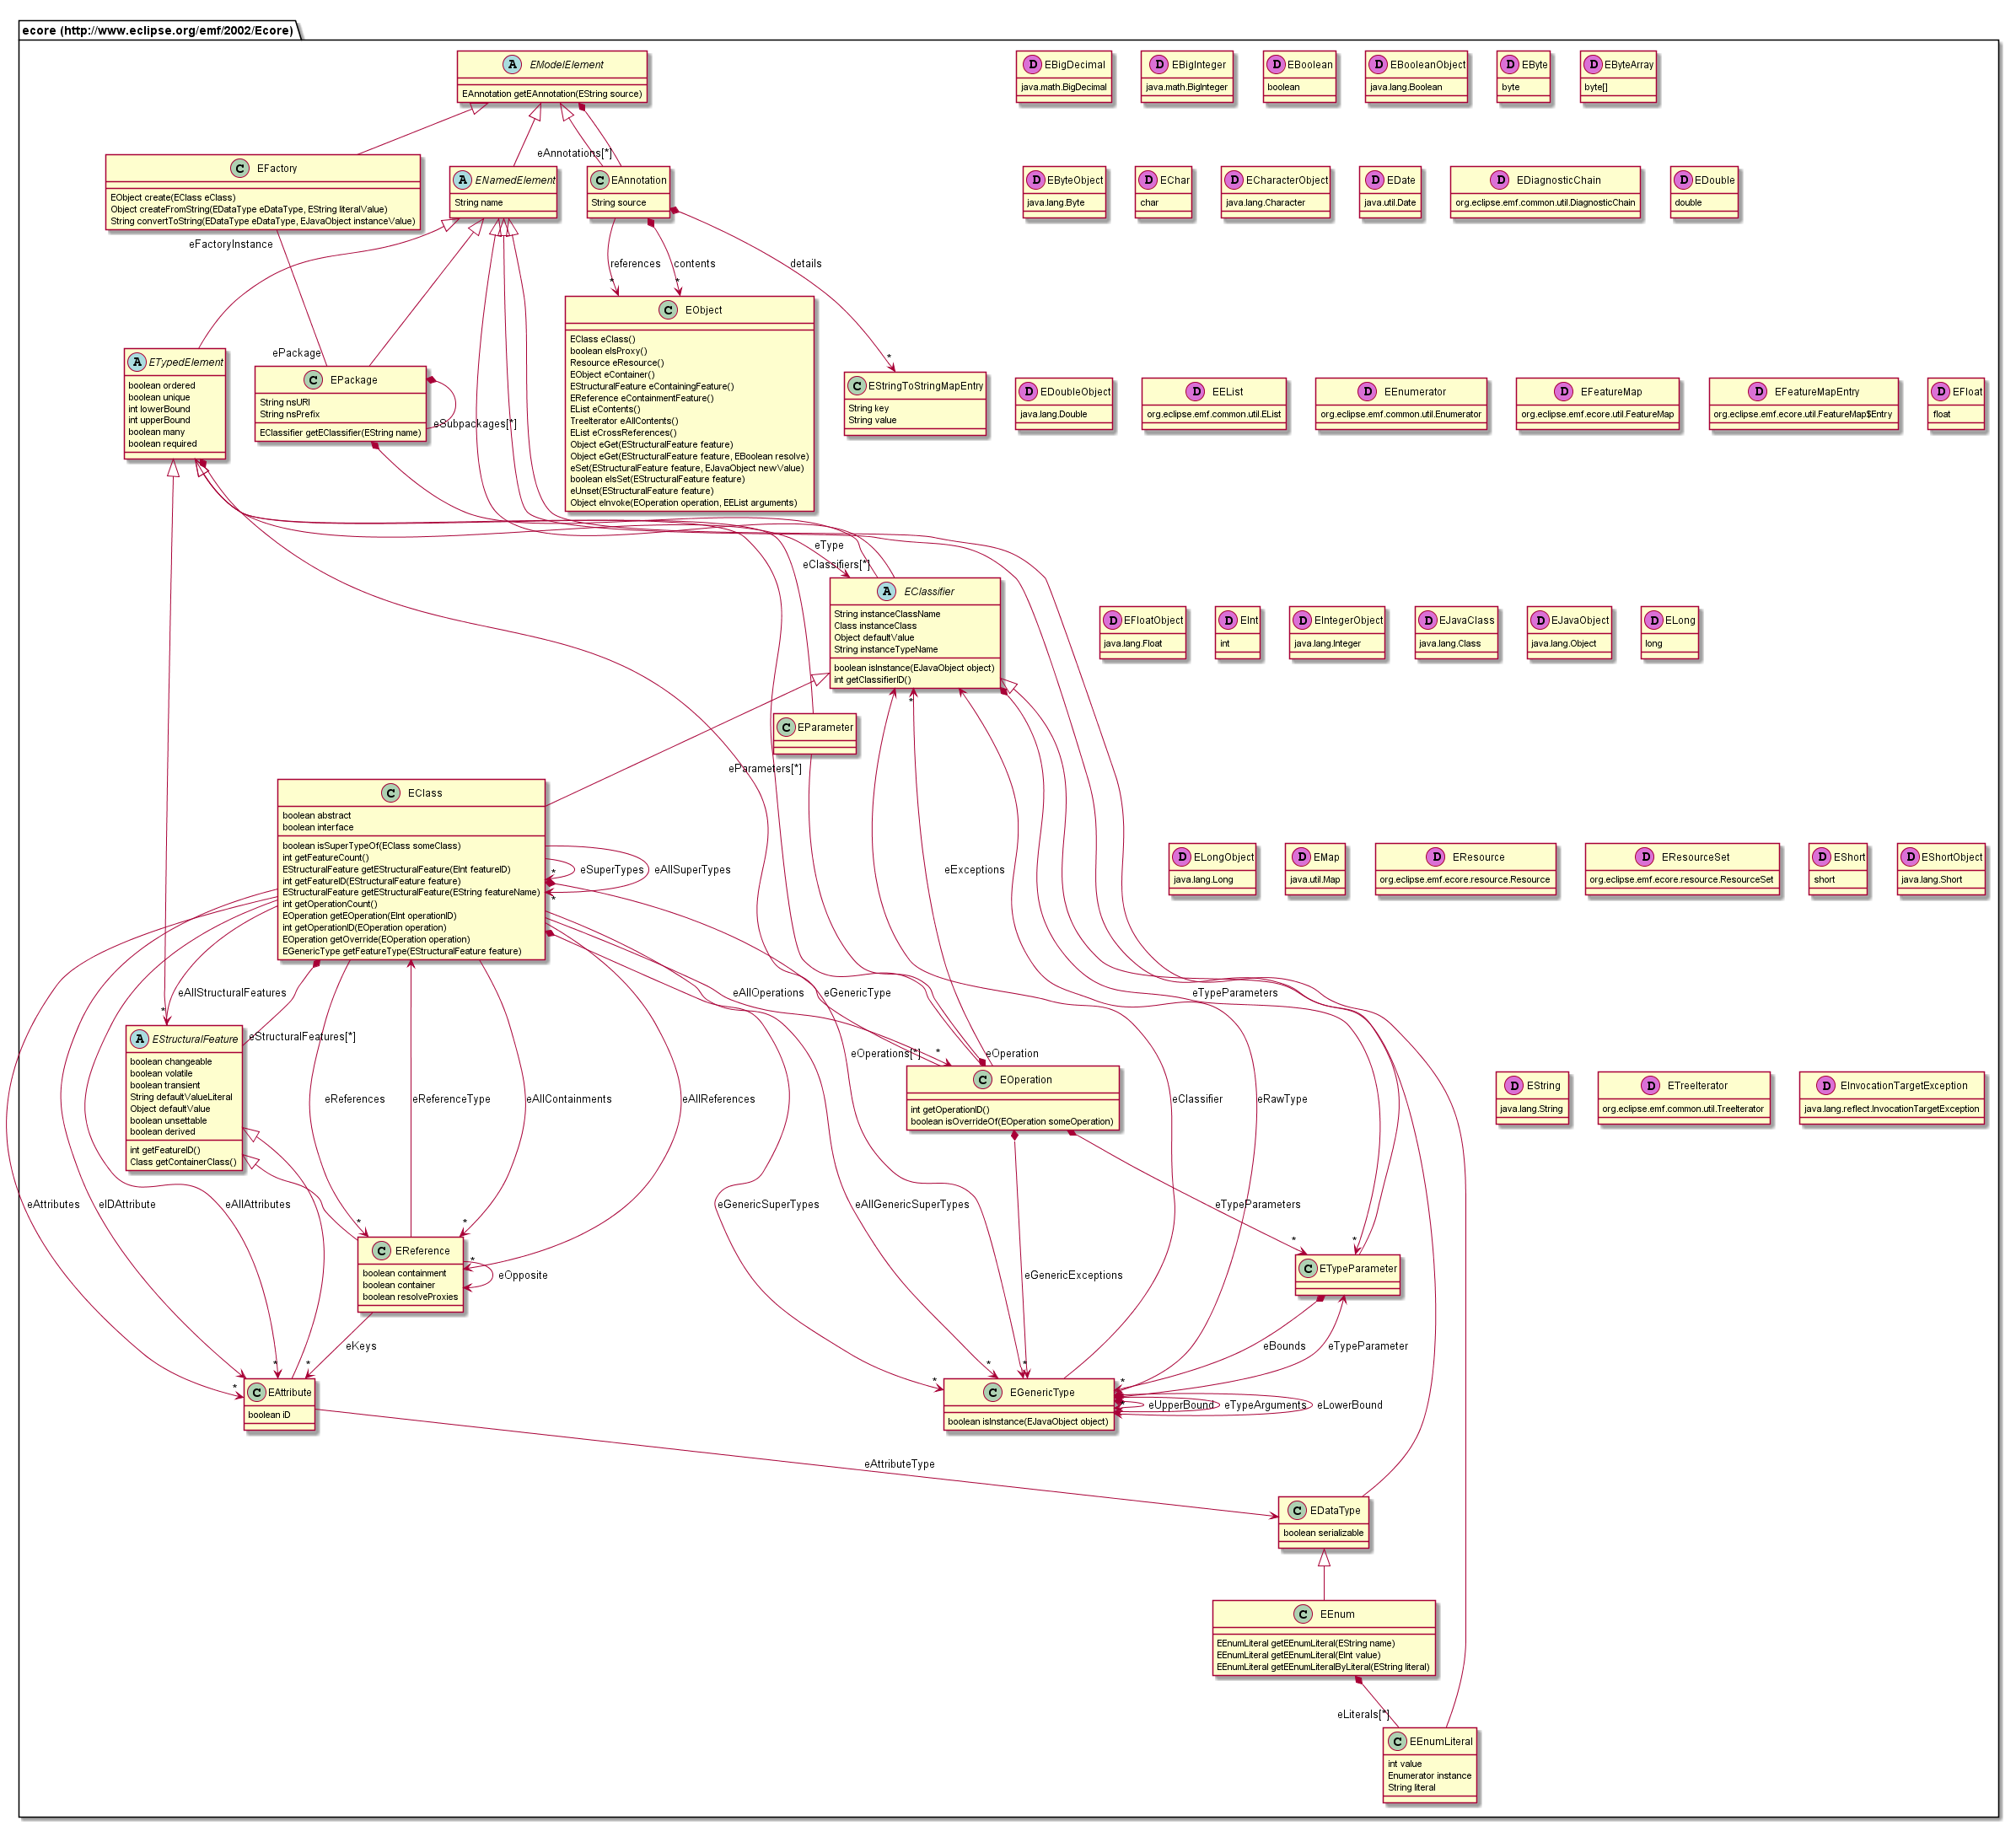 ecore (http://www.eclipse.org/emf/2002/Ecore)
A EModelElement
EAnnotation getEAnnotation(EString source)
D EBigDecimal
java.math.BigDecimal
D EBigInteger
java.math.BigInteger
D EBoolean
boolean
D EBooleanObject
java.lang.Boolean
D EByte
byte
D EByteArray
byte[]
eAnnotations[*]
C EFactory
EObject create(EClass eClass)
Object createFromString(EDataType eDataType, EString literalValue)
String convertToString(EDataType eDataType, EJavaObject instanceValue)
A ENamedElement
String name
C EAnnotation
String source
D EByteObject
java.lang.Byte
D EChar
char
D ECharacterObject
java.lang.Character
D EDate
java.util.Date
D EDiagnosticChain
org.eclipse.emf.common.util.DiagnosticChain
D EDouble
double
eFactoryInstance
references
*
contents
*
details
*
ePackage
C EObject
EClass eClass()
boolean eIsProxy()
Resource eResource()
EObject eContainer()
EStructuralFeature eContainingFeature()
EReference eContainmentFeature()
EList eContents()
TreeIterator eAllContents()
EList eCrossReferences()
Object eGet(EStructuralFeature feature)
Object eGet(EStructuralFeature feature, EBoolean resolve)
eSet(EStructuralFeature feature, EJavaObject newValue)
boolean eIsSet(EStructuralFeature feature)
eUnset(EStructuralFeature feature)
Object eInvoke(EOperation operation, EEList arguments)
A ETypedElement
boolean ordered
boolean unique
int lowerBound
int upperBound
boolean many
boolean required
C EPackage
String nsURI
String nsPrefix
EClassifier getEClassifier(EString name)
eSubpackages[*]
C EStringToStringMapEntry
String key
String value
D EDoubleObject
java.lang.Double
D EEList
org.eclipse.emf.common.util.EList
D EEnumerator
org.eclipse.emf.common.util.Enumerator
D EFeatureMap
org.eclipse.emf.ecore.util.FeatureMap
D EFeatureMapEntry
org.eclipse.emf.ecore.util.FeatureMap$Entry
D EFloat
float
eType
eClassifiers[*]
A EClassifier
String instanceClassName
Class instanceClass
Object defaultValue
String instanceTypeName
boolean isInstance(EJavaObject object)
int getClassifierID()
D EFloatObject
java.lang.Float
D EInt
int
D EIntegerObject
java.lang.Integer
D EJavaClass
java.lang.Class
D EJavaObject
java.lang.Object
D ELong
long
*
C EParameter
eParameters[*]
C EClass
boolean abstract
boolean interface
boolean isSuperTypeOf(EClass someClass)
int getFeatureCount()
EStructuralFeature getEStructuralFeature(EInt featureID)
int getFeatureID(EStructuralFeature feature)
EStructuralFeature getEStructuralFeature(EString featureName)
int getOperationCount()
EOperation getEOperation(EInt operationID)
int getOperationID(EOperation operation)
EOperation getOverride(EOperation operation)
EGenericType getFeatureType(EStructuralFeature feature)
*
eSuperTypes
eAllSuperTypes
*
eExceptions
D ELongObject
java.lang.Long
D EMap
java.util.Map
D EResource
org.eclipse.emf.ecore.resource.Resource
D EResourceSet
org.eclipse.emf.ecore.resource.ResourceSet
D EShort
short
D EShortObject
java.lang.Short
eAllStructuralFeatures
*
eAllOperations
eGenericType
eTypeParameters
eStructuralFeatures[*]
eOperations[*]
*
eOperation
A EStructuralFeature
boolean changeable
boolean volatile
boolean transient
String defaultValueLiteral
Object defaultValue
boolean unsettable
boolean derived
int getFeatureID()
Class getContainerClass()
eReferences
eReferenceType
eAllContainments
eAllReferences
C EOperation
int getOperationID()
boolean isOverrideOf(EOperation someOperation)
eClassifier
eRawType
D EString
java.lang.String
D ETreeIterator
org.eclipse.emf.common.util.TreeIterator
D EInvocationTargetException
java.lang.reflect.InvocationTargetException
eAttributes
eIDAttribute
eAllAttributes
*
*
*
eGenericSuperTypes
eAllGenericSuperTypes
eTypeParameters
*
*
C EReference
boolean containment
boolean container
boolean resolveProxies
eOpposite
eGenericExceptions
C ETypeParameter
eKeys
eBounds
eTypeParameter
*
*
*
*
*
*
*
C EAttribute
boolean iD
C EGenericType
boolean isInstance(EJavaObject object)
*
eUpperBound
eTypeArguments
eLowerBound
eAttributeType
C EDataType
boolean serializable
C EEnum
EEnumLiteral getEEnumLiteral(EString name)
EEnumLiteral getEEnumLiteral(EInt value)
EEnumLiteral getEEnumLiteralByLiteral(EString literal)
eLiterals[*]
C EEnumLiteral
int value
Enumerator instance
String literal